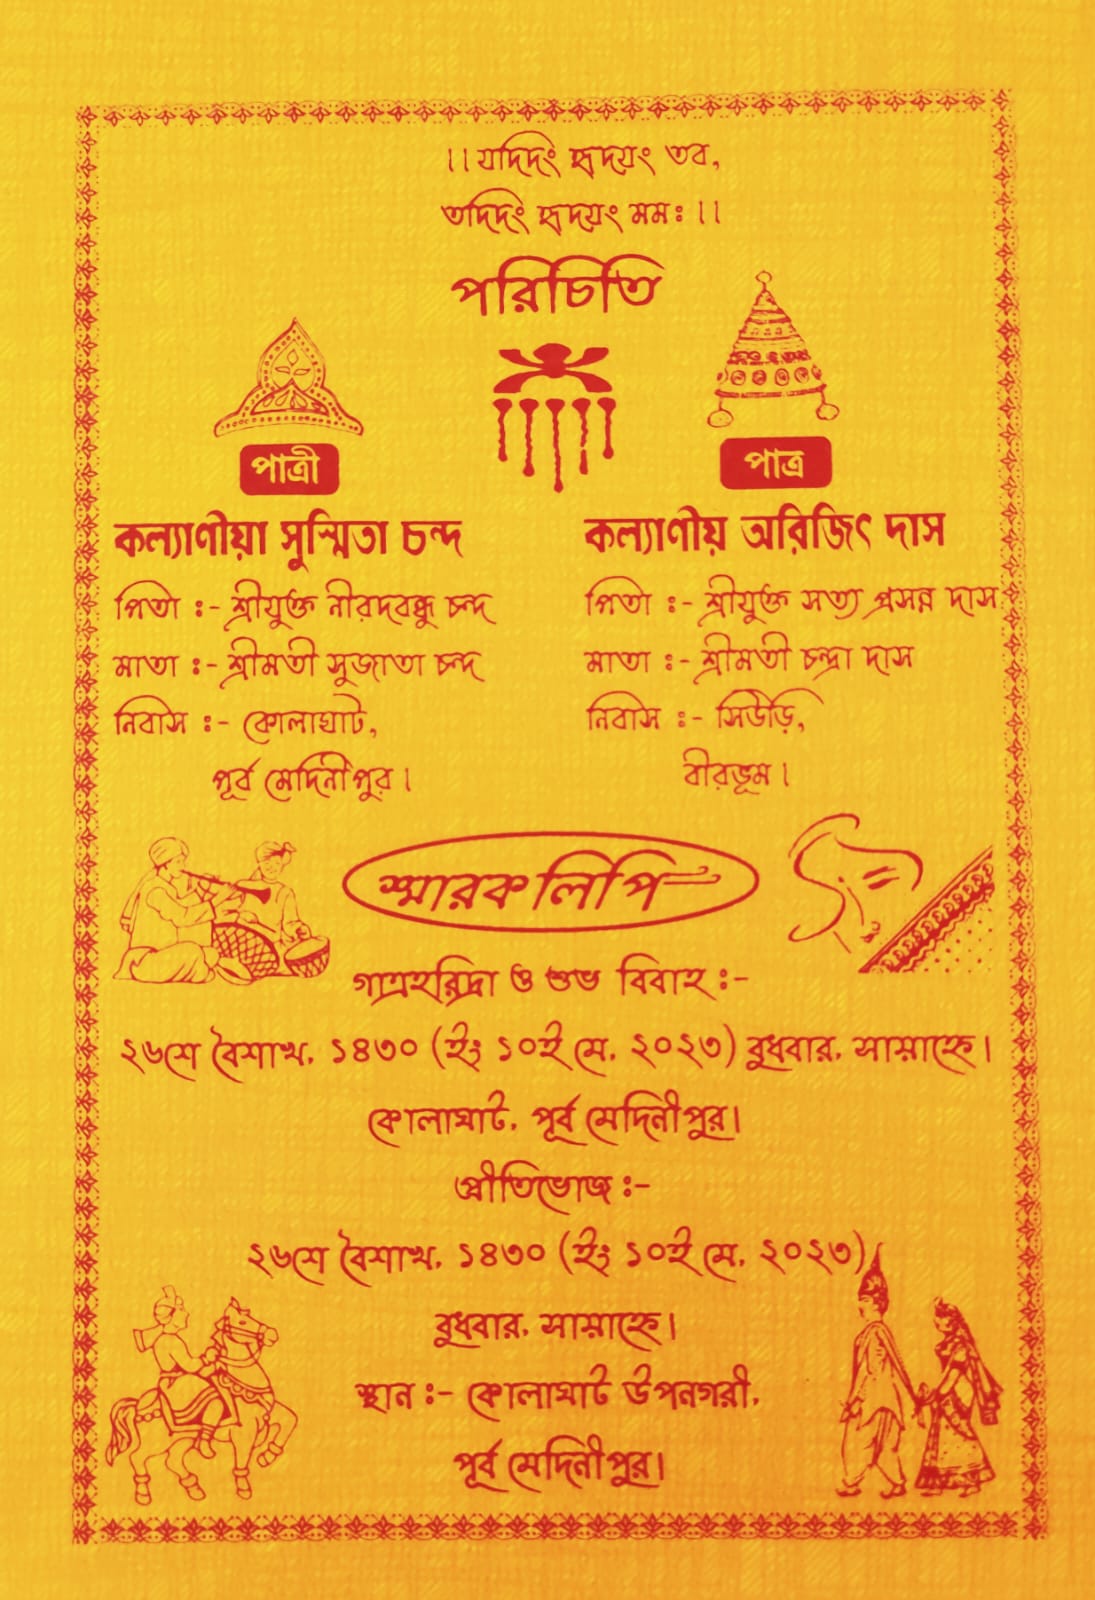 ।। যদিদং হৃদয়ং তব,
তদিদং হৃদয়ং মমঃ ।।
পরিচিতি
পাত্রী
কল্যাণীয়া সুস্মিতা চন্দ
পিতা :- শ্রীযুক্ত নীরদবন্ধু চন্দ
মাতা :- শ্রীমতী সুজাতা চন্দ
নিবাস :- কোলাঘাট,
পূর্ব মেদিনীপুর।
পাত্র
কল্যাণীয় অরিজিৎ দাস
পিতা :- শ্রীযুক্ত সত্য প্রসন্ন দাস
মাতা :- শ্রীমতী চন্দ্রা দাস
নিবাস :- সিউড়ি,
বীরভূম।
স্মারকলিপি
গাত্রহরিদ্রা ও শুভ বিবাহ :-
২৬শে বৈশাখ, ১৪৩০ (ইং ১০ই মে, ২০২৩) বুধবার, সায়াহ্নে।
কোলাঘাট, পূর্ব মেদিনীপুর।
প্রীতিভোজ :-
২৬শে বৈশাখ, ১৪৩০ (ইং ১০ই মে, ২০২৩)
বুধবার, সায়াহ্নে।
স্থান :- কোলাঘাট উপনগরী,
পূর্ব মেদিনীপুর।